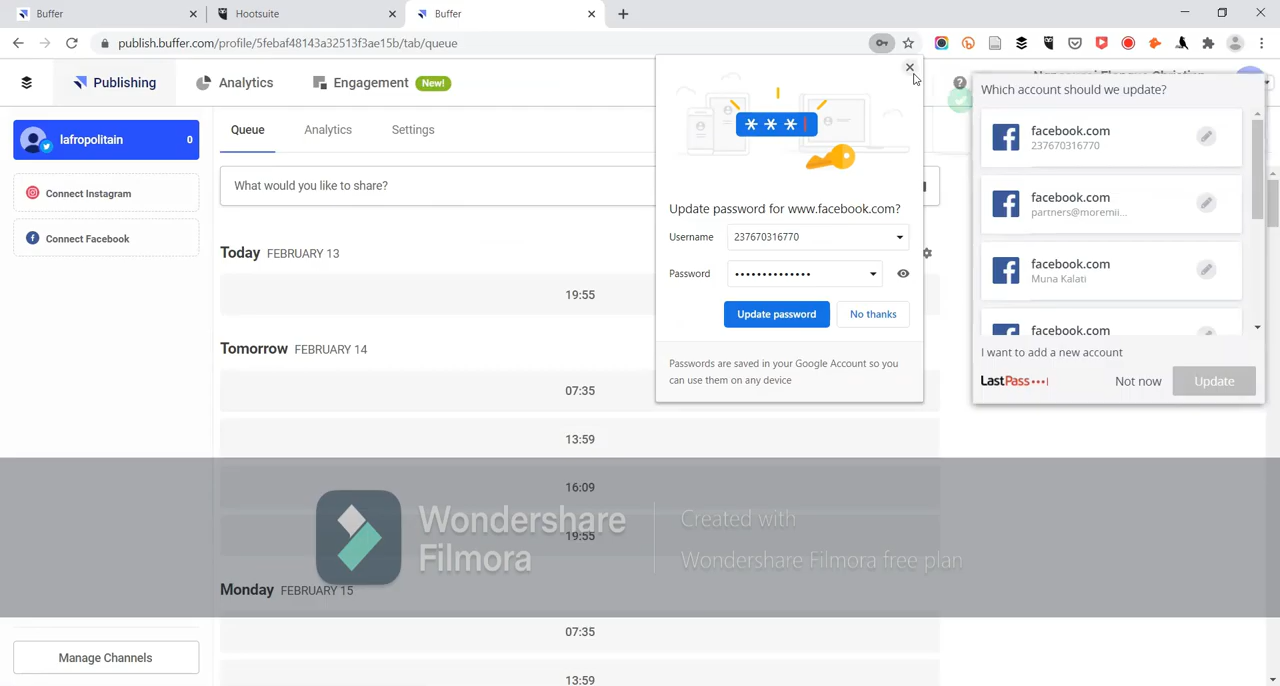 Buffer
Hootsuite
Buffer
publish.buffer.com/profile/5febaf48143a32513f3ae15b/tab/queue
Publishing
Analytics
Engagement New!
lafropolitain 0
Connect Instagram
Connect Facebook
Manage Channels
Queue
Analytics
Settings
What would you like to share?
Today FEBRUARY 13
19:55
Tomorrow FEBRUARY 14
07:35
13:59
16:09
19:55
Monday FEBRUARY 15
07:35
13:59
Update password for www.facebook.com?
Username 237670316770
Password ••••••••••••••
Update password
No thanks
Passwords are saved in your Google Account so you
can use them on any device
Which account should we update?
facebook.com
237670316770
facebook.com
partners@moremii...
facebook.com
Muna Kalati
facebook.com
I want to add a new account
LastPass•••|
Not now
Update
Wondershare
Filmora
Created with
Wondershare Filmora free plan